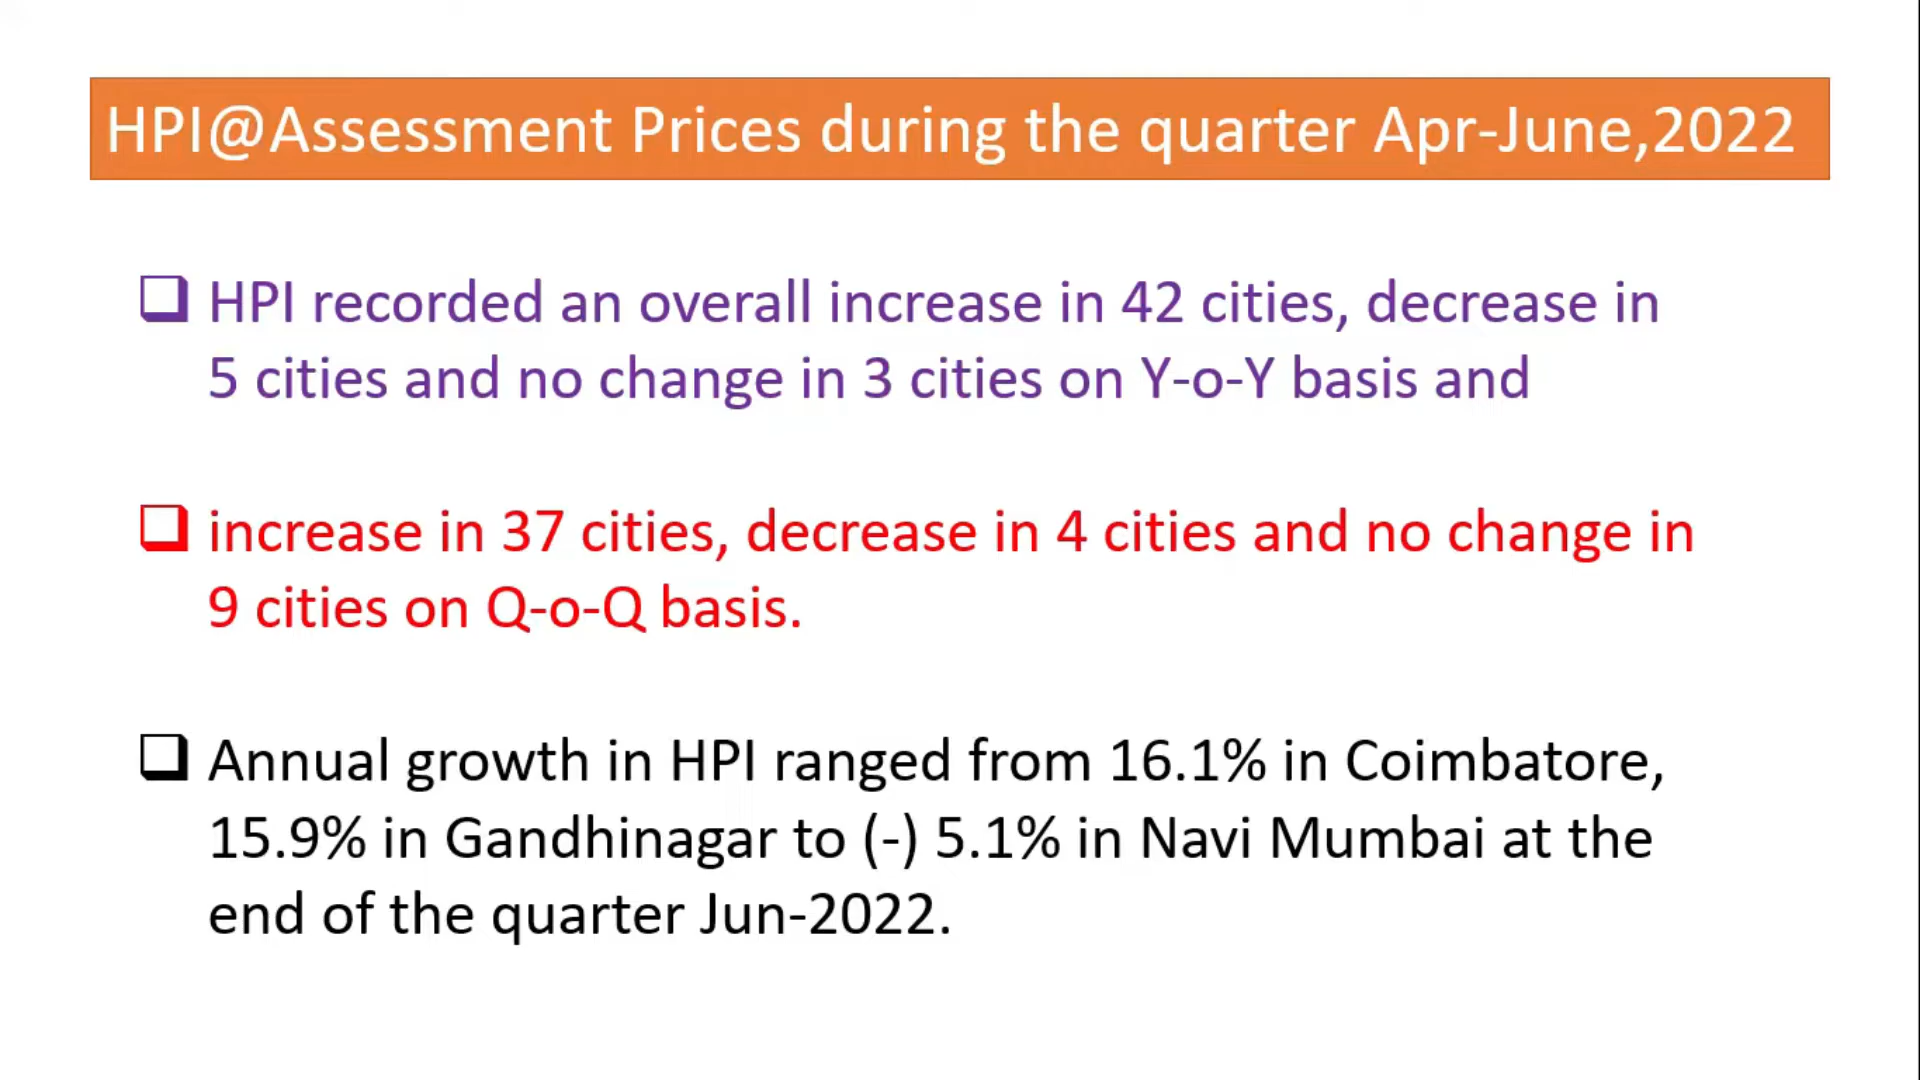 HPI@Assessment Prices during the quarter Apr-June,2022
HPI recorded an overall increase in 42 cities, decrease in
5 cities and no change in 3 cities on Y-o-Y basis and
increase in 37 cities, decrease in 4 cities and no change in
9 cities on Q-o-Q basis.
Annual growth in HPI ranged from 16.1% in Coimbatore,
15.9% in Gandhinagar to (-) 5.1% in Navi Mumbai at the
end of the quarter Jun-2022.